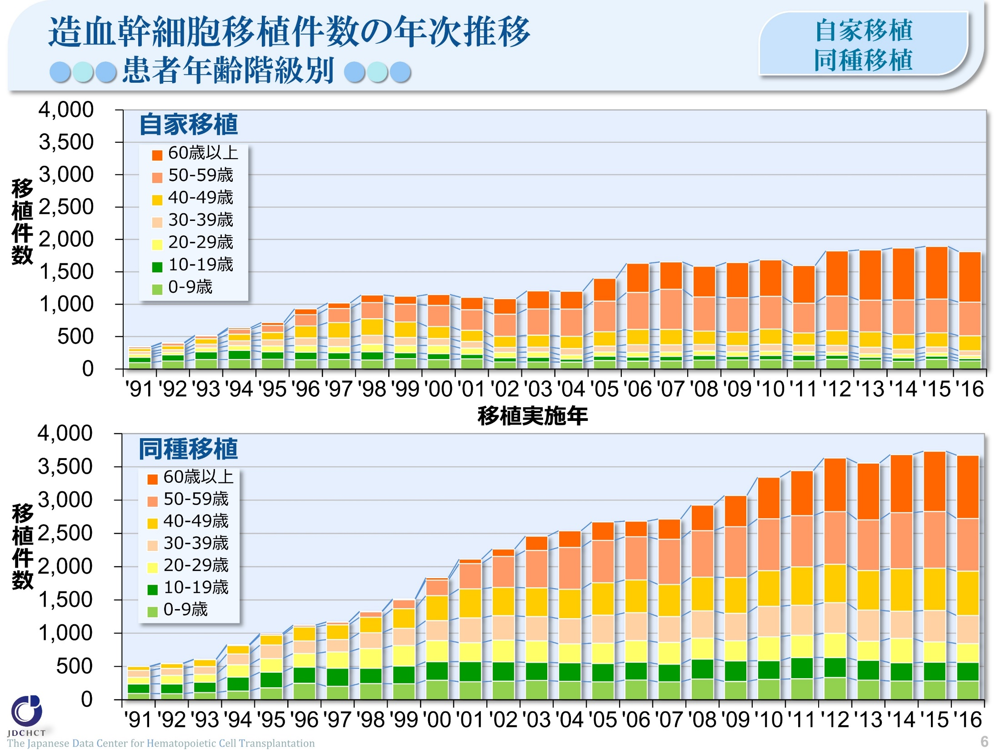 造血幹細胞移植件数の年次推移
患者年齢階級別
自家移植
同種移植
自家移植
移植件数
4,000
3,500
3,000
2,500
2,000
1,500
1,000
500
0
60歳以上
50-59歳
40-49歳
30-39歳
20-29歳
10-19歳
0-9歳
'91 '92 '93 '94 '95 '96 '97 '98 '99 '00 '01 '02 '03 '04 '05 '06 '07 '08 '09 '10 '11 '12 '13 '14 '15 '16
移植実施年
同種移植
移植件数
4,000
3,500
3,000
2,500
2,000
1,500
1,000
500
0
60歳以上
50-59歳
40-49歳
30-39歳
20-29歳
10-19歳
0-9歳
'91 '92 '93 '94 '95 '96 '97 '98 '99 '00 '01 '02 '03 '04 '05 '06 '07 '08 '09 '10 '11 '12 '13 '14 '15 '16
JDCHCT
The Japanese Data Center for Hematopoietic Cell Transplantation
6